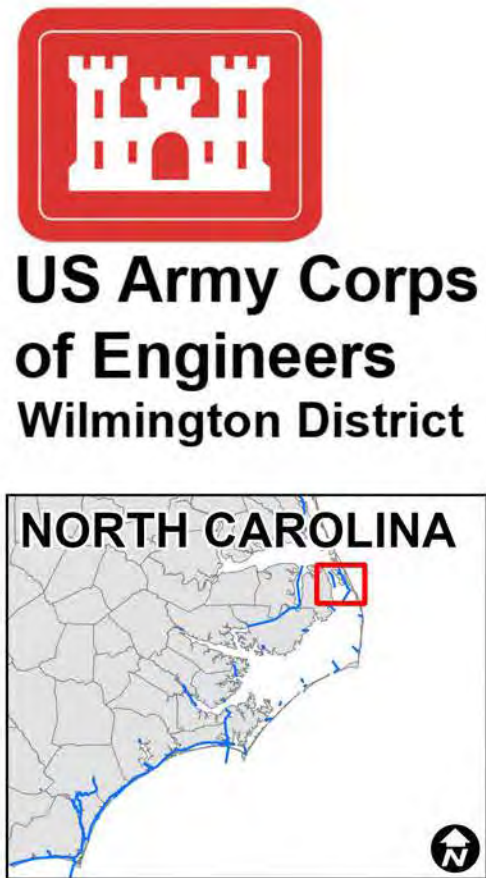 US Army Corps
of Engineers
Wilmington District
NORTH CAROLINA
N